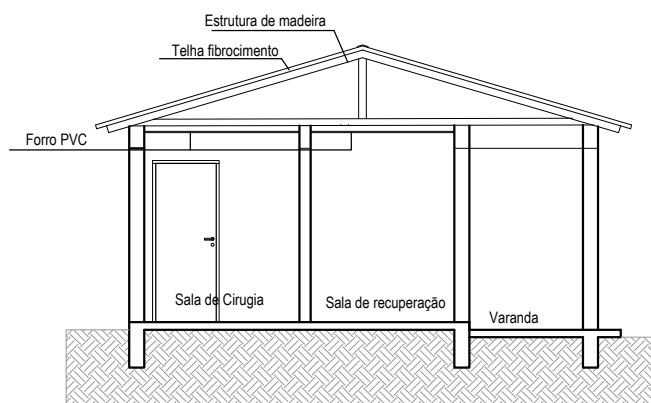 Estrutura de madeira
Telha fibrocimento
Forro PVC
Sala de Cirugia
Sala de recuperação
Varanda